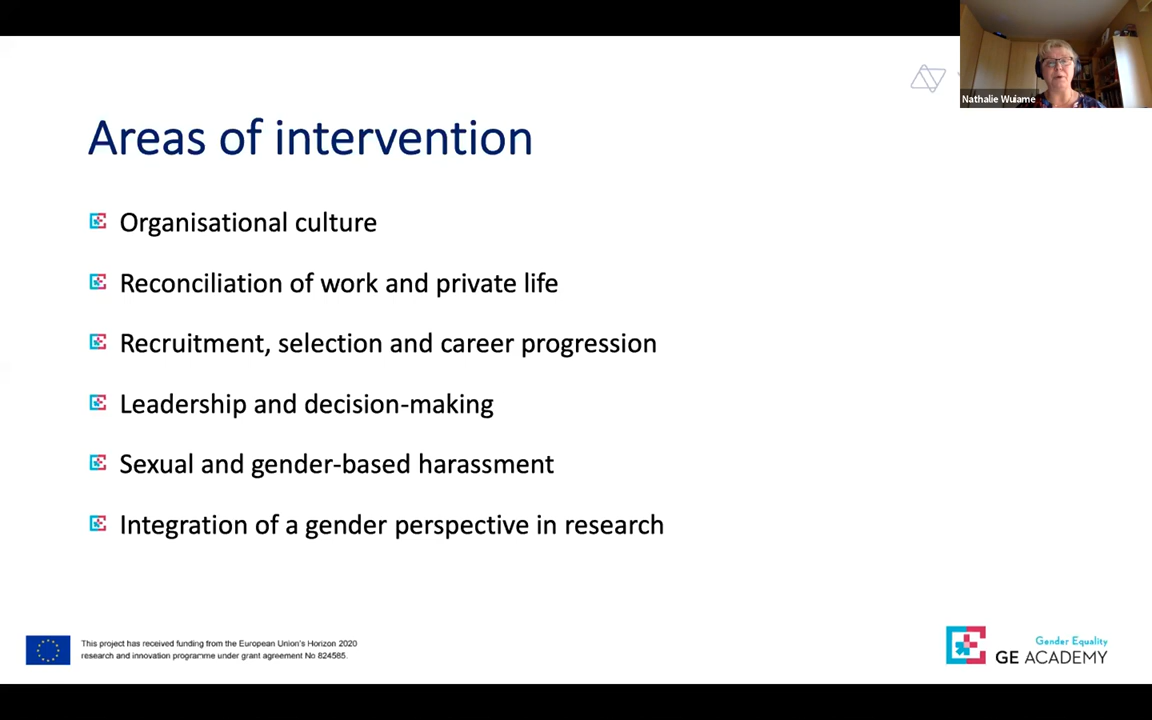 Nathalie Wuiame
Areas of intervention
Organisational culture
Reconciliation of work and private life
Recruitment, selection and career progression
Leadership and decision-making
Sexual and gender-based harassment
Integration of a gender perspective in research
This project has received funding from the European Union's Horizon 2020
research and innovation programme under grant agreement No 824585.
Gender Equality
GE ACADEMY